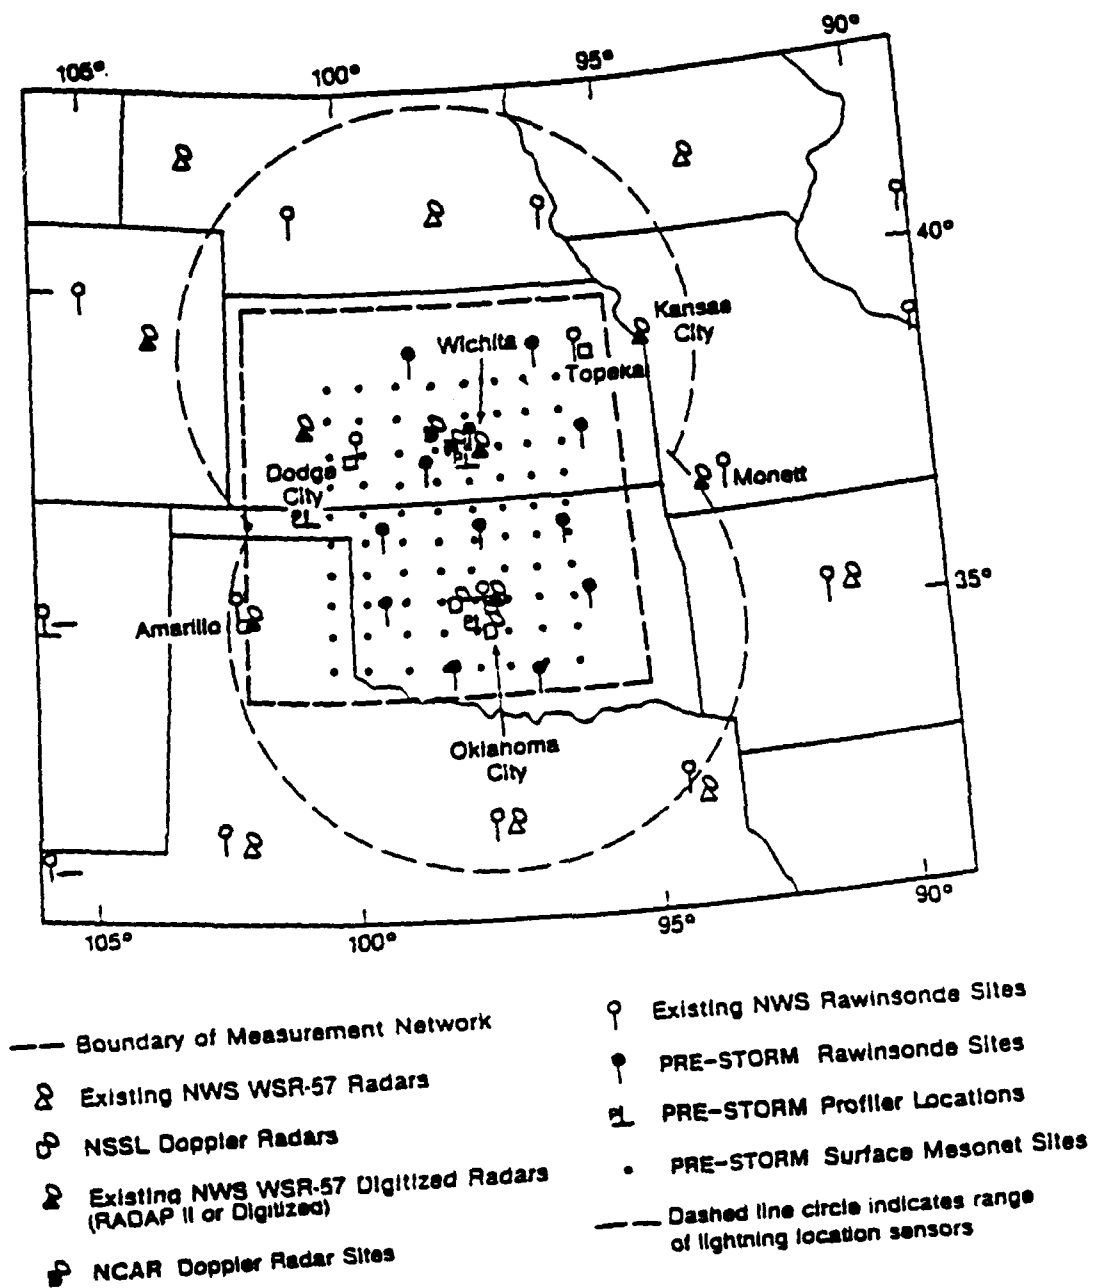 90°
105°
100°
95°
40°
Kansas
City
Wichita
Topeka
Dodge
City
Monett
35°
Amarillo
Oklahoma
City
105°
100°
95°
90°
Boundary of Measurement Network
Existing NWS WSR-57 Radars
NSSL Doppler Radars
Existing NWS WSR-57 Digitized Radars
(RADAP II or Digitized)
NCAR Doppler Radar Sites
Existing NWS Rawinsonde Sites
PRE-STORM Rawinsonde Sites
PRE-STORM Profiler Locations
PRE-STORM Surface Mesonet Sites
Dashed line circle indicates range
of lightning location sensors